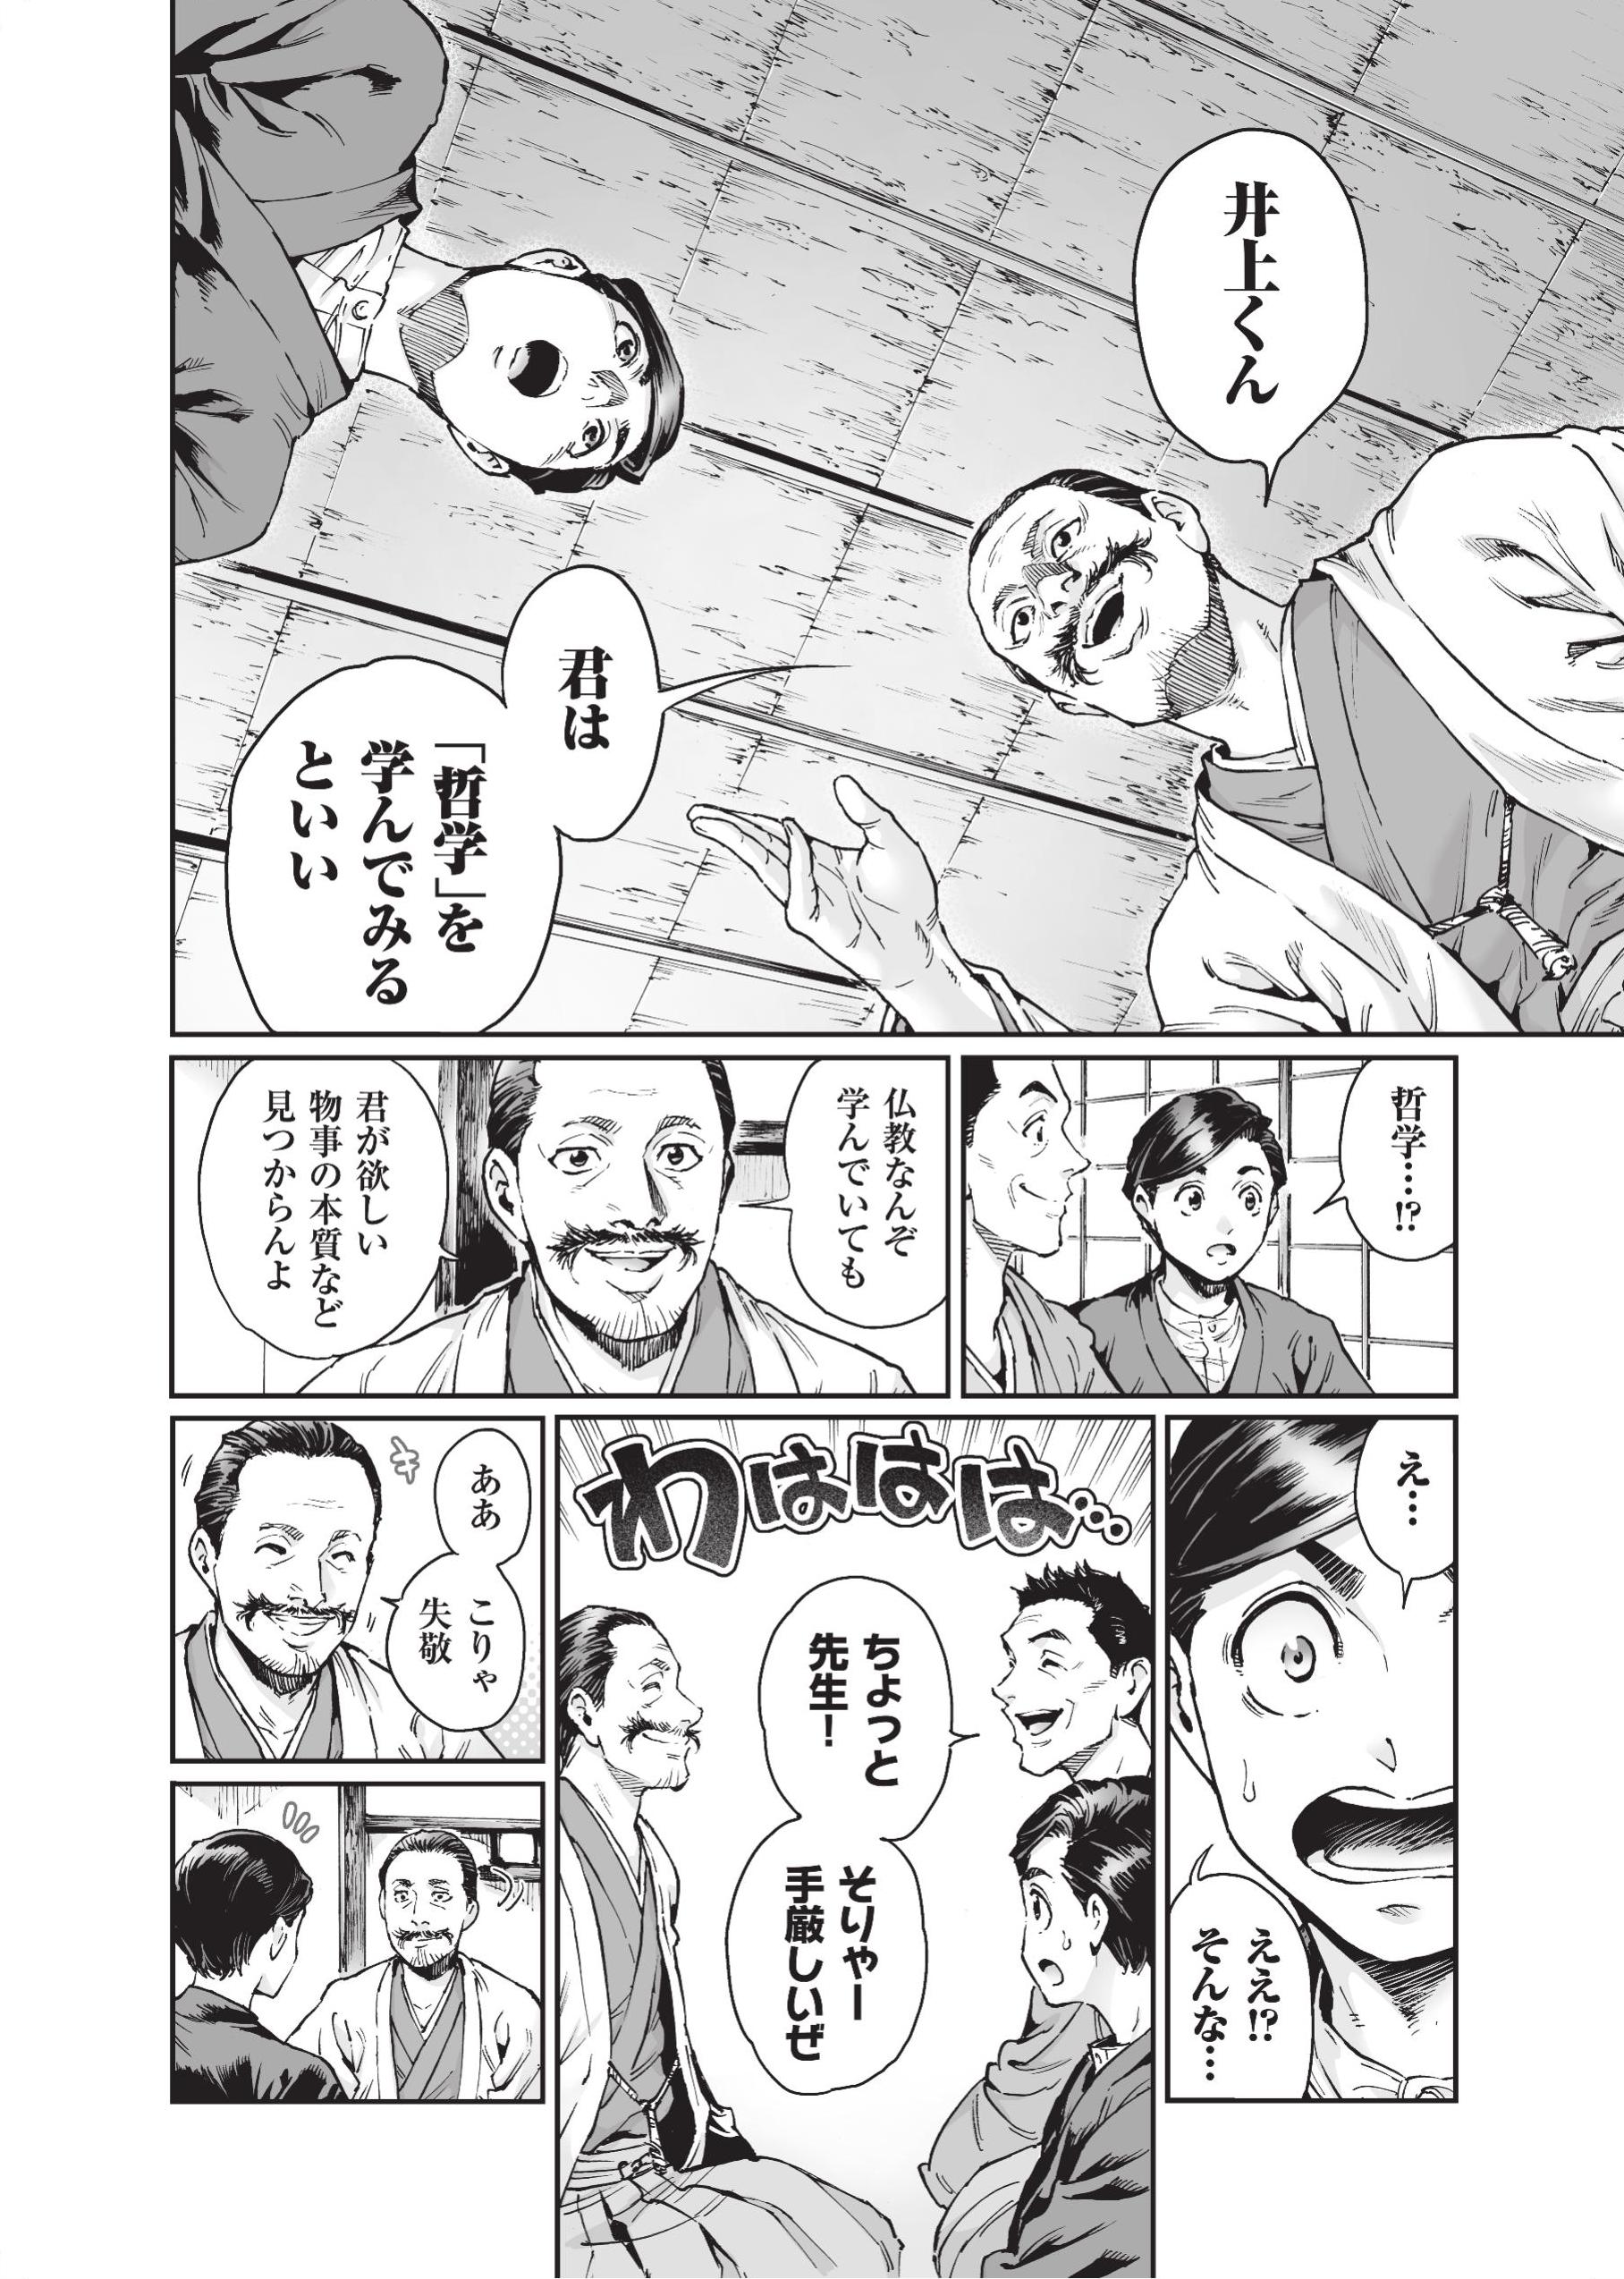 井上くん
君は
「哲学」を
学んでみる
といい
哲学…⁉
仏教なんぞ
学んでいても
君が欲しい
物事の本質など
見つからんよ
え…
ええ⁉
そんな…
わははは…
ちょっと
先生！
そりゃー
手厳しいぜ
ああ
こりゃ
失敬